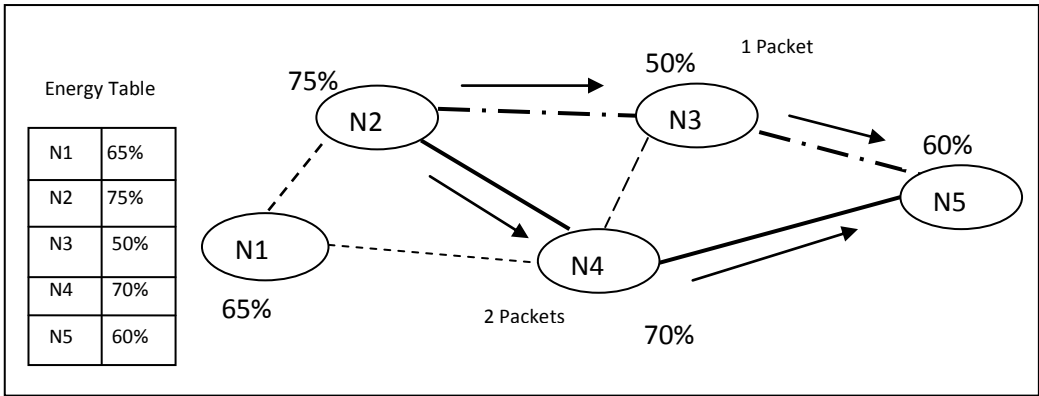 1 Packet
50%
75%
Energy Table
N2
N3
N1 65%
60%
N2 75%
N5
N3 50%
N1
N4
N4 70%
65%
2 Packets
70%
N5 60%